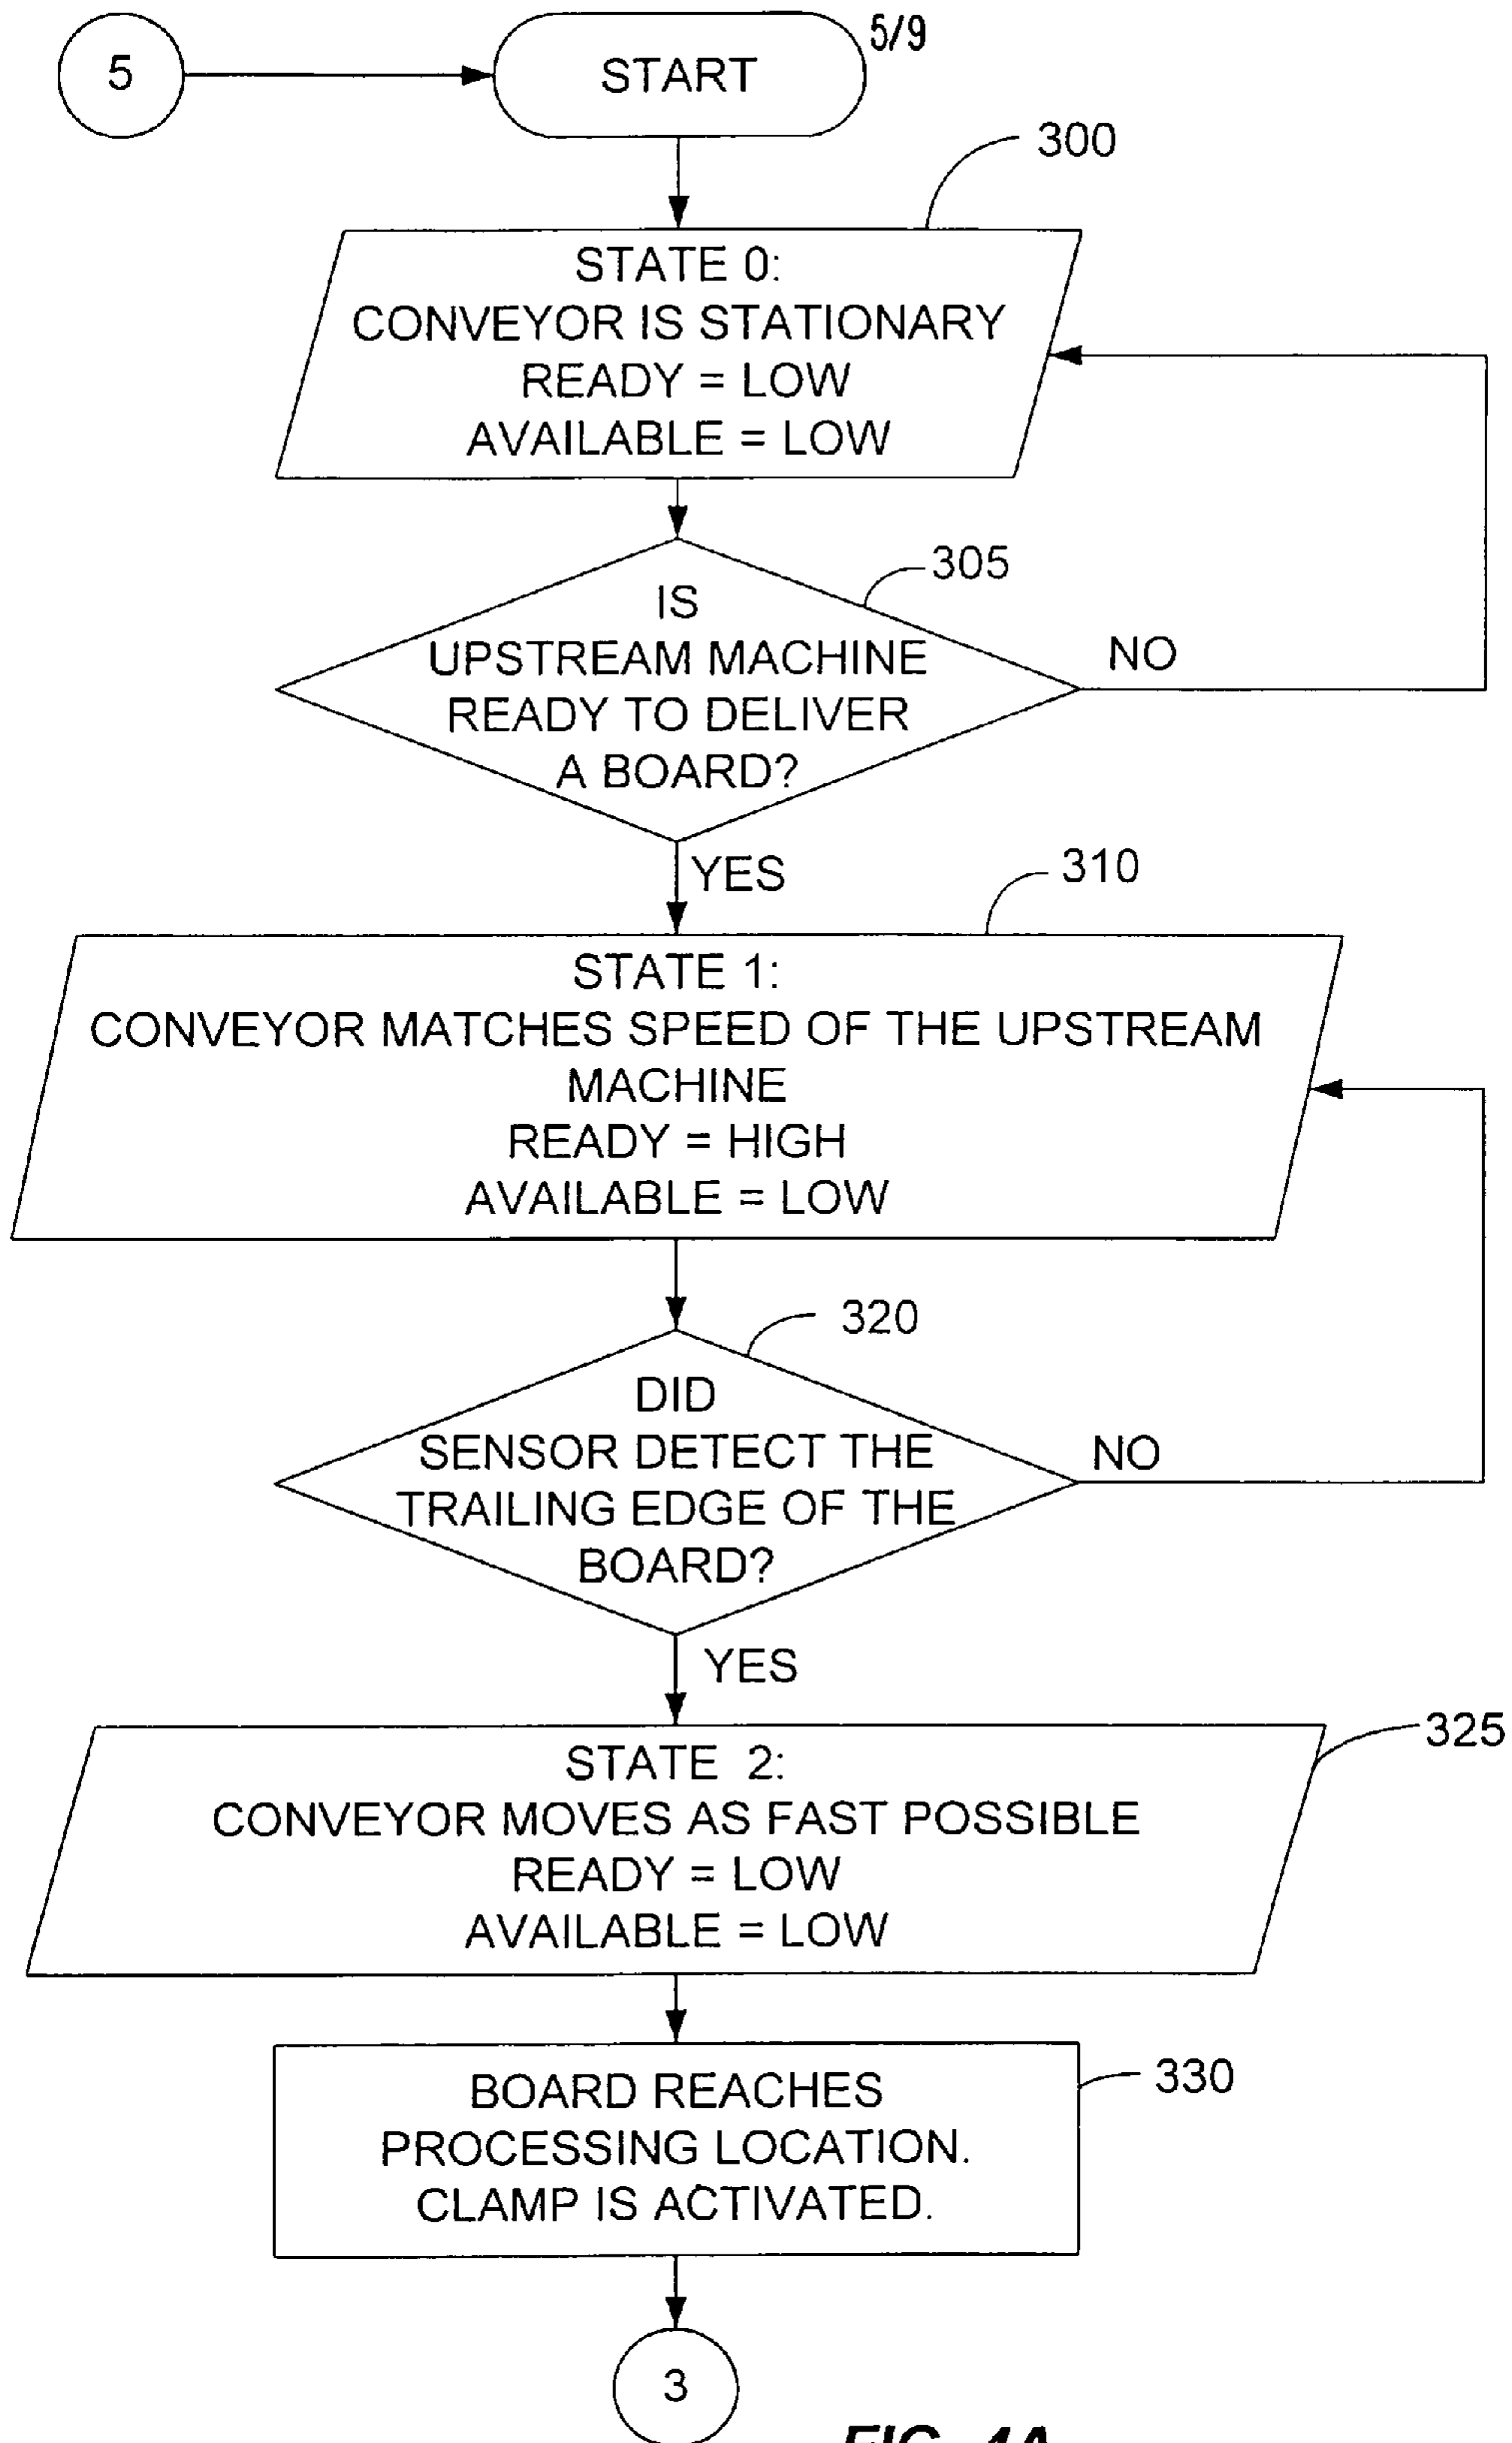 5
START
5/9
300
STATE 0:
CONVEYOR IS STATIONARY
READY = LOW
AVAILABLE = LOW
305
IS
UPSTREAM MACHINE
READY TO DELIVER
A BOARD?
NO
YES
310
STATE 1:
CONVEYOR MATCHES SPEED OF THE UPSTREAM
MACHINE
READY = HIGH
AVAILABLE = LOW
320
DID
SENSOR DETECT THE
TRAILING EDGE OF THE
BOARD?
NO
YES
325
STATE 2:
CONVEYOR MOVES AS FAST POSSIBLE
READY = LOW
AVAILABLE = LOW
330
BOARD REACHES
PROCESSING LOCATION.
CLAMP IS ACTIVATED.
3
FIG. 4A